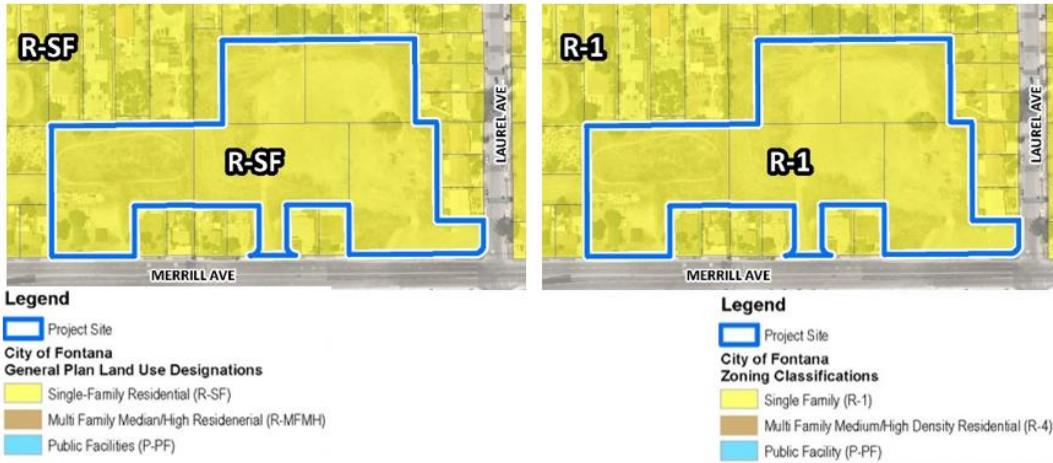 R-SF
R-SF
LAUREL AVE
MERRILL AVE
Legend
Project Site
City of Fontana
General Plan Land Use Designations
Single-Family Residential (R-SF)
Multi Family Median/High Residenerial (R-MFMH)
Public Facilities (P-PF)
R-1
R-1
LAUREL AVE
MERRILL AVE
Legend
Project Site
City of Fontana
Zoning Classifications
Single Family (R-1)
Multi Family Medium/High Density Residential (R-4)
Public Facility (P-PF)